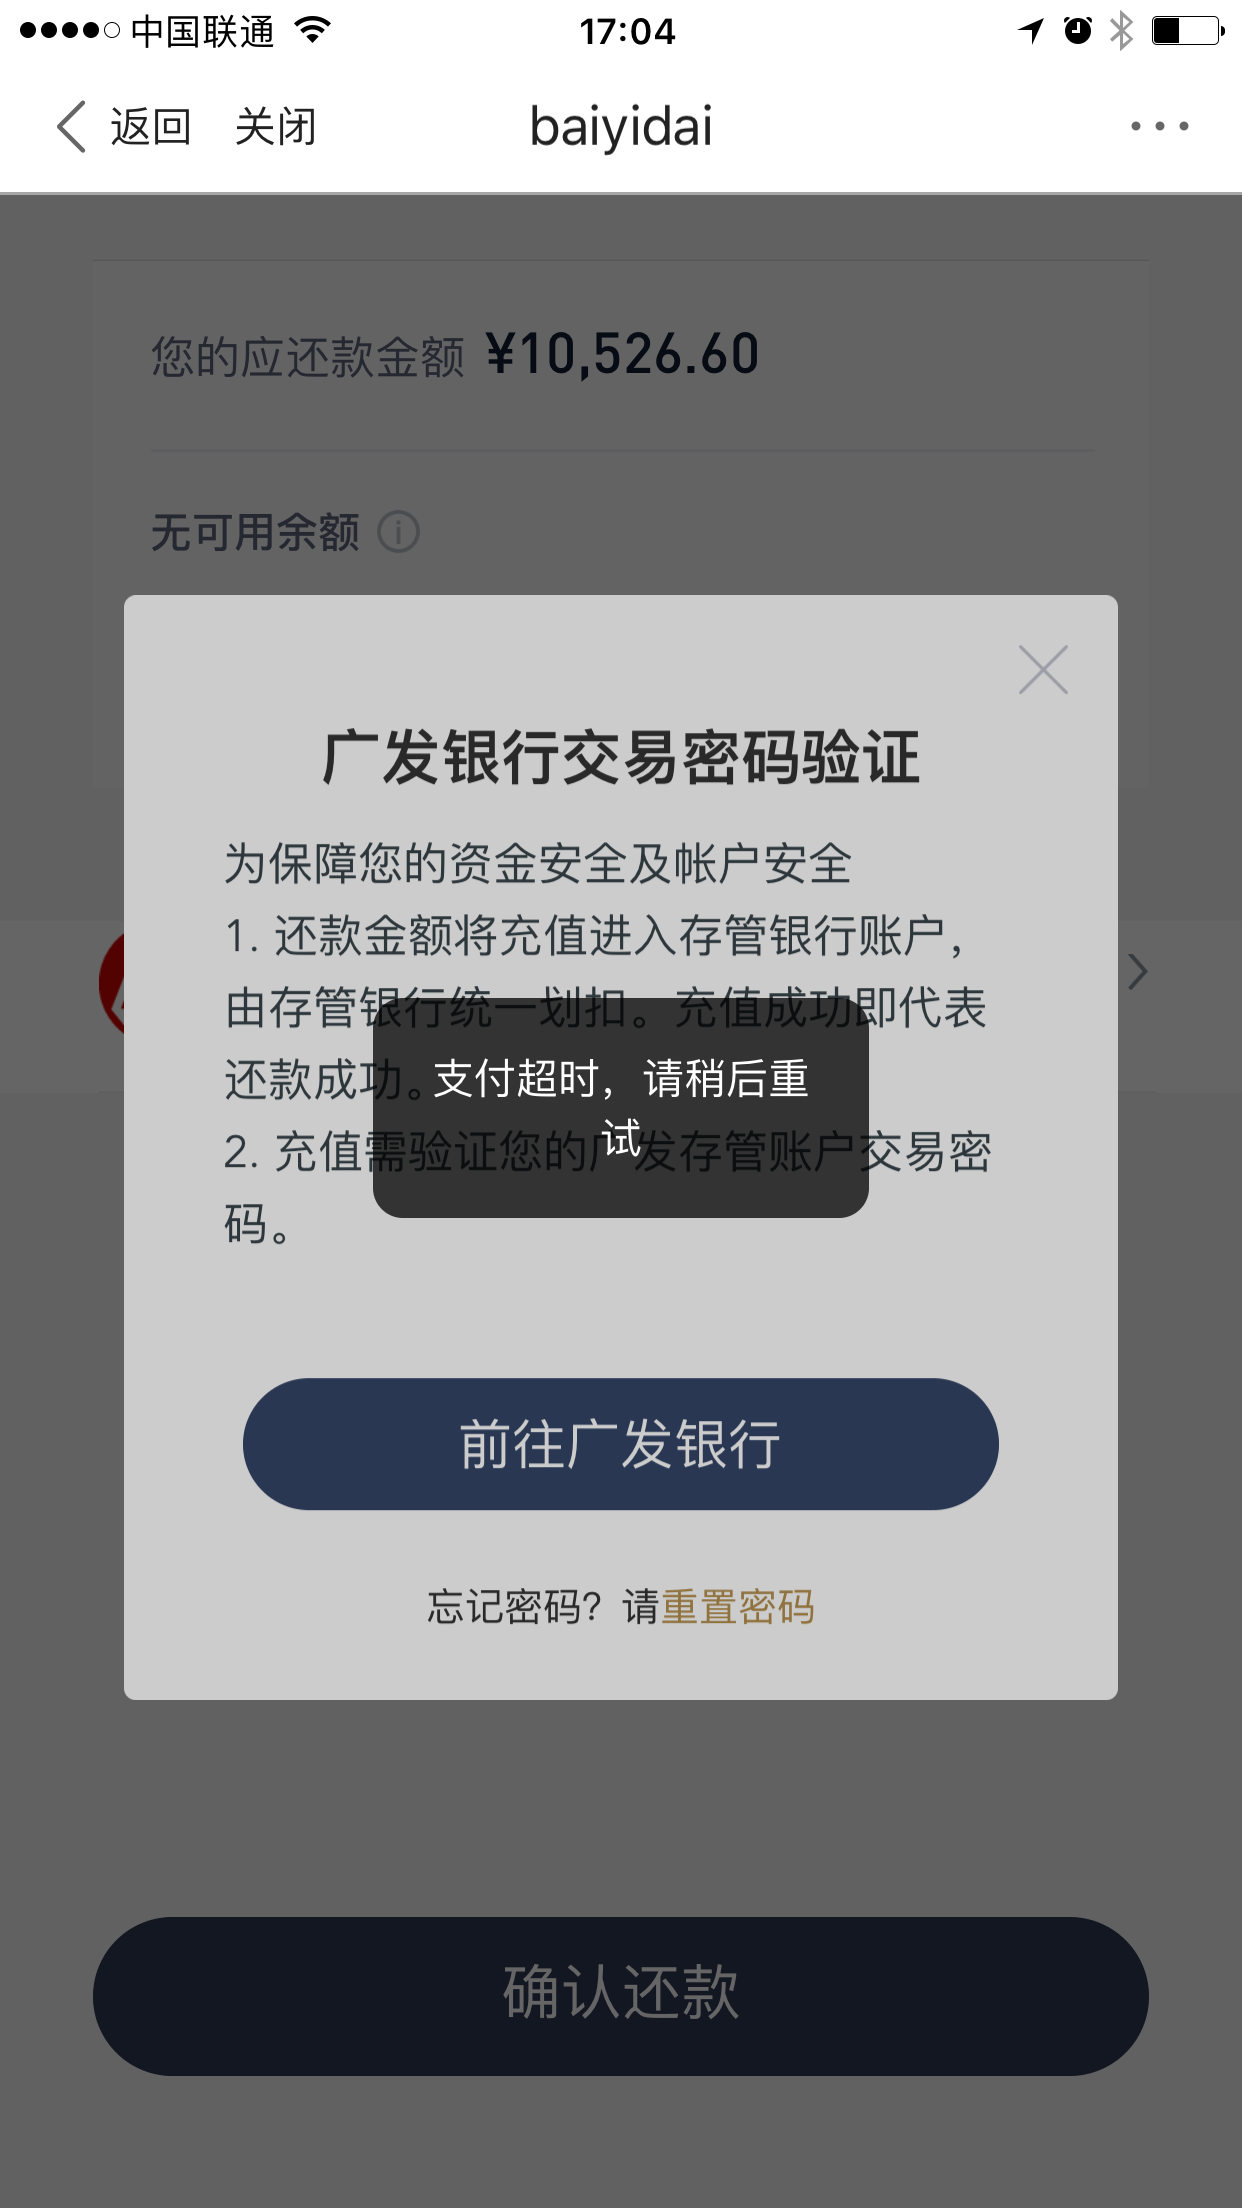 中国联通 17:04
返回 关闭 baiyidai
您的应还款金额 ¥10,526.60
无可用余额
广发银行交易密码验证
为保障您的资金安全及帐户安全
1. 还款金额将充值进入存管银行账户，
由存管银行统一划扣。充值成功即代表
还款成功。
2. 充值需验证您的广发存管账户交易密
码。
支付超时，请稍后重
试
前往广发银行
忘记密码？请重置密码
确认还款